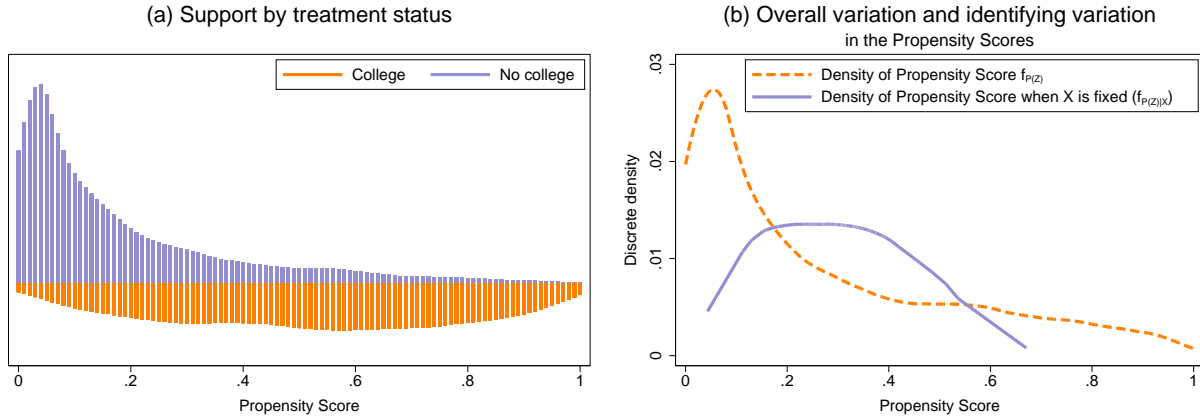 (a) Support by treatment status
College
No college
0 .2 .4 .6 .8 1
Propensity Score
(b) Overall variation and identifying variation
in the Propensity Scores
Density of Propensity Score f P(Z)
Density of Propensity Score when X is fixed (f P(Z)|X)
Discrete density
.03
.02
.01
0
0 .2 .4 .6 .8 1
Propensity Score